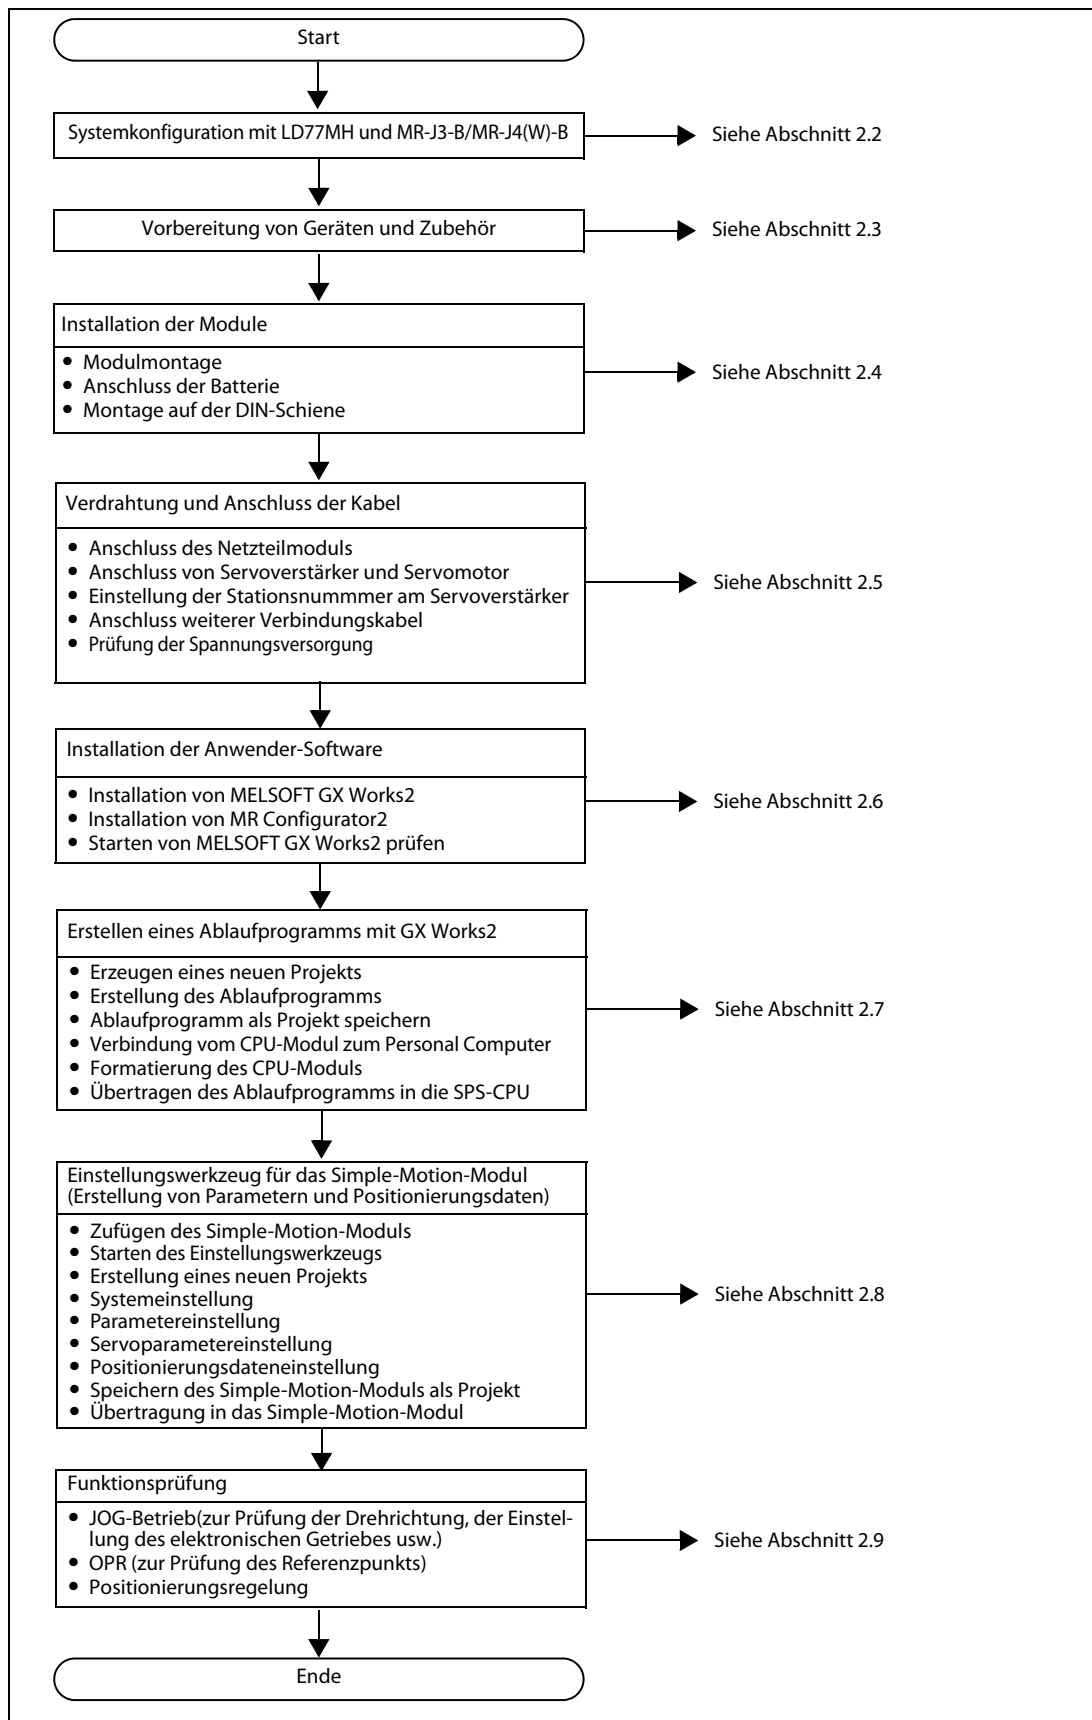 Start
Systemkonfiguration mit LD77MH und MR-J3-B/MR-J4(W)-B
Siehe Abschnitt 2.2
Vorbereitung von Geräten und Zubehör
Siehe Abschnitt 2.3
Installation der Module
• Modulmontage
• Anschluss der Batterie
• Montage auf der DIN-Schiene
Siehe Abschnitt 2.4
Verdrahtung und Anschluss der Kabel
• Anschluss des Netzteilmoduls
• Anschluss von Servoverstärker und Servomotor
• Einstellung der Stationsnummmer am Servoverstärker
• Anschluss weiterer Verbindungskabel
• Prüfung der Spannungsversorgung
Siehe Abschnitt 2.5
Installation der Anwender-Software
• Installation von MELSOFT GX Works2
• Installation von MR Configurator2
• Starten von MELSOFT GX Works2 prüfen
Siehe Abschnitt 2.6
Erstellen eines Ablaufprogramms mit GX Works2
• Erzeugen eines neuen Projekts
• Erstellung des Ablaufprogramms
• Ablaufprogramm als Projekt speichern
• Verbindung vom CPU-Modul zum Personal Computer
• Formatierung des CPU-Moduls
• Übertragen des Ablaufprogramms in die SPS-CPU
Siehe Abschnitt 2.7
Einstellungswerkzeug für das Simple-Motion-Modul
(Erstellung von Parametern und Positionierungsdaten)
• Zufügen des Simple-Motion-Moduls
• Starten des Einstellungswerkzeugs
• Erstellung eines neuen Projekts
• Systemeinstellung
• Parametereinstellung
• Servoparametereinstellung
• Positionierungsdateneinstellung
• Speichern des Simple-Motion-Moduls als Projekt
• Übertragung in das Simple-Motion-Modul
Siehe Abschnitt 2.8
Funktionsprüfung
• JOG-Betrieb(zur Prüfung der Drehrichtung, der Einstel-
lung des elektronischen Getriebes usw.)
• OPR (zur Prüfung des Referenzpunkts)
• Positionierungsregelung
Siehe Abschnitt 2.9
Ende